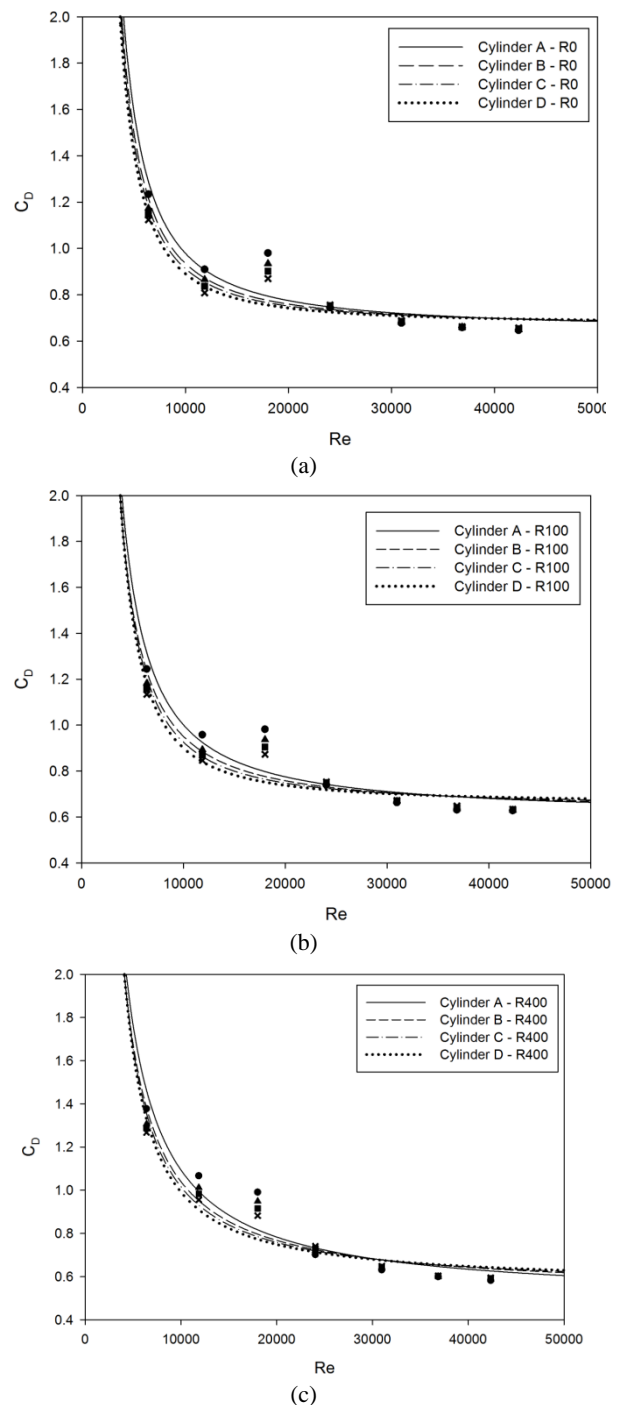 2.0
1.8
1.6
1.4
1.2
1.0
0.8
0.6
0.4
C_D
Cylinder A - R0
Cylinder B - R0
Cylinder C - R0
Cylinder D - R0
0 10000 20000 30000 40000 5000
Re
(a)
2.0
1.8
1.6
1.4
1.2
1.0
0.8
0.6
0.4
C_D
Cylinder A - R100
Cylinder B - R100
Cylinder C - R100
Cylinder D - R100
0 10000 20000 30000 40000 50000
Re
(b)
2.0
1.8
1.6
1.4
1.2
1.0
0.8
0.6
0.4
C_D
Cylinder A - R400
Cylinder B - R400
Cylinder C - R400
Cylinder D - R400
0 10000 20000 30000 40000 50000
Re
(c)